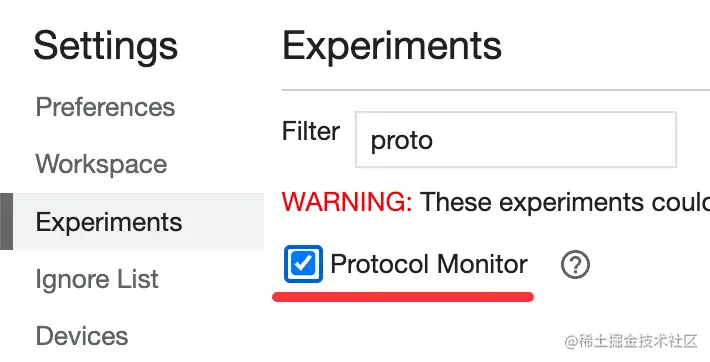 Settings
Preferences
Workspace
Experiments
Ignore List
Devices
Experiments
Filter proto
WARNING: These experiments could
Protocol Monitor ?
@稀土掘金技术社区